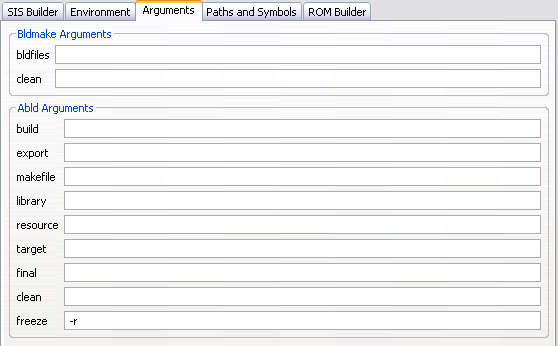 SIS Builder Environment Arguments Paths and Symbols ROM Builder
Bldmake Arguments
bldfiles
clean
Abld Arguments
build
export
makefile
library
resource
target
final
clean
freeze -r